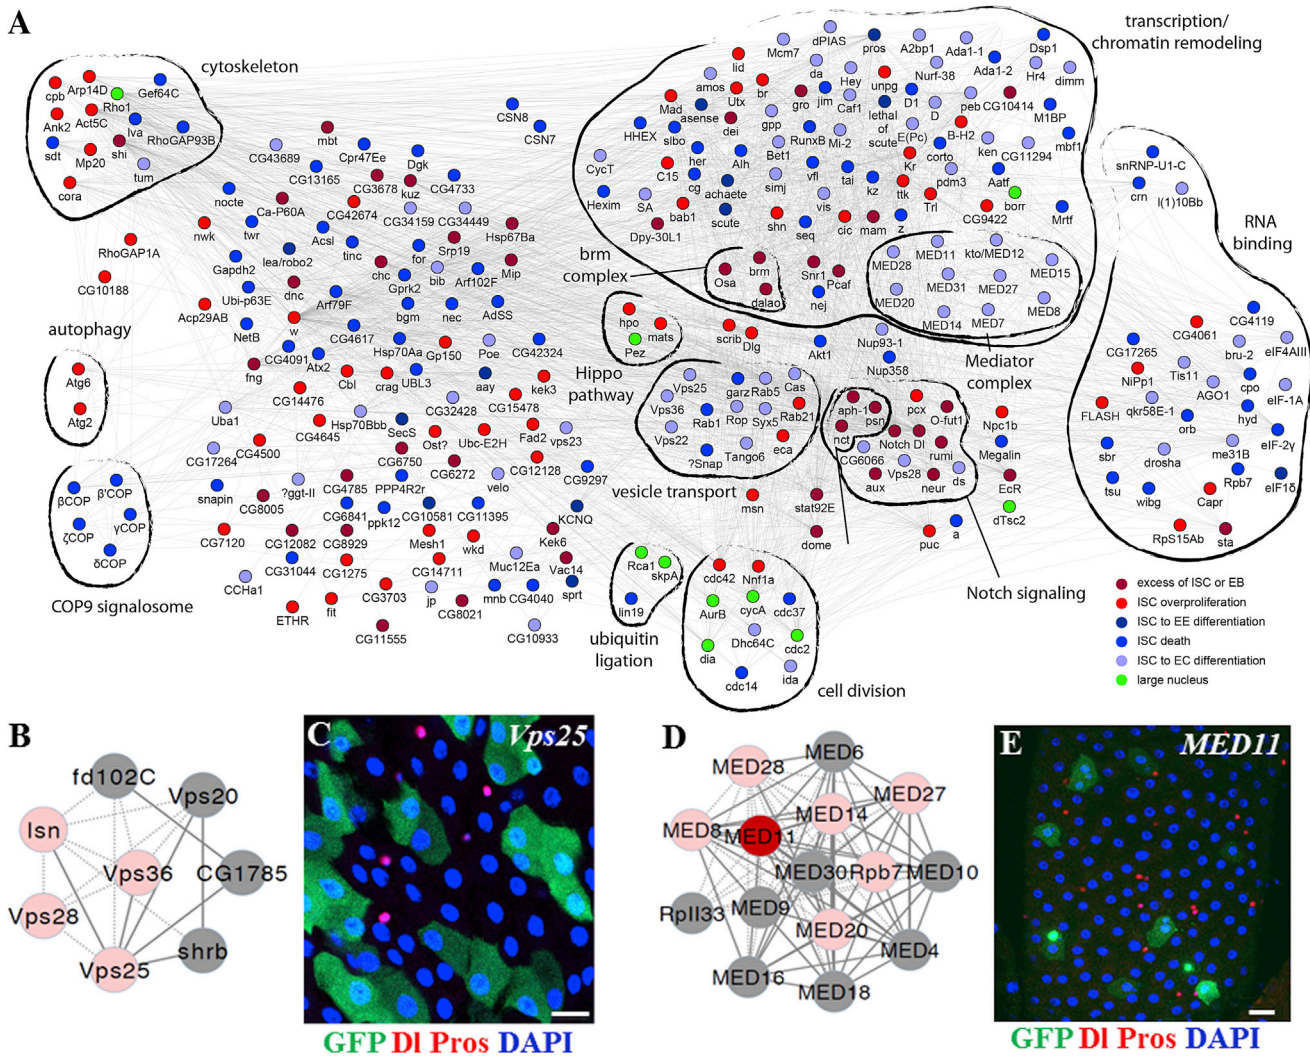 A
transcription/
chromatin remodeling
cytoskeleton
cpb
Arp14D
Rho1
Gef64C
Ank2
Act5C
lva
RhoGAP93B
sdt
Mp20
shi
tum
cora
RhoGAP1A
CG10188
autophagy
Atg6
Atg2
βCOP
β'COP
ζCOP
γCOP
δCOP
COP9 signalosome
mbt
CG43689
Cpr47Ee
Dgk
CSN8
CSN7
CG13165
CG3678
kuz
CG4733
nocte
Ca-P60A
CG42674
CG34159
CG34449
nwk
twr
Acsl
tinc
for
Srp19
Hsp67Ba
Gapdh2
lea/robo2
chc
bib
Mip
Ubi-p63E
dnc
Arf79F
Gprk2
Arf102F
Acp29AB
w
bgm
nec
AdSS
NetB
CG4091
CG4617
Hsp70Aa
Gp150
Poe
CG42324
fng
Atx2
Cbl
crag
UBL3
aay
kek3
CG14476
CG15478
Uba1
CG4645
Hsp70Bbb
SecS
CG32428
Ost?
Ubc-E2H
Fad2
vps23
CG17264
CG4500
CG6750
CG6272
CG12128
snapin
?ggt-II
CG4785
PPP4R2r
velo
CG9297
CG8005
CG6841
ppk12
CG10581
CG11395
KCNQ
CG7120
CG12082
CG8929
Mesh1
wkd
Kek6
CCHa1
CG31044
CG1275
CG14711
Muc12Ea
Vac14
ETHR
fit
CG3703
jp
CG8021
mnb
CG4040
sprt
CG11555
CG10933
dPIAS
pros
A2bp1
Ada1-1
Dsp1
Mcm7
lid
da
Nurf-38
Ada1-2
Hr4
dimm
amos
br
Hey
unpg
Mad
Utx
gro
jim
Caf1
D1
peb
CG10414
asense
gpp
lethal
of
scute
D
M1BP
HHEX
slbo
dei
RunxB
Mi-2
E(Pc)
B-H2
mbf1
her
Alh
Bet1
Kr
corto
ken
CG11294
CycT
C15
cg
simj
vfl
tai
kz
pdm3
Aatf
achaete
ttk
Hexim
SA
bab1
vis
Trl
borr
scute
shn
seq
cic
mam
z
CG9422
Mrtf
Dpy-30L1
brm
complex
Osa
brm
dalao
Snr1
Pcaf
nej
MED28
MED11
kto/MED12
MED15
MED31
MED27
MED20
MED14
MED7
MED8
Mediator
complex
hpo
mats
Pez
Hippo
pathway
scrib
Dlg
Akt1
Nup93-1
Nup358
Vps25
garz
Rab5
Cas
Vps36
Rab1
Rop
Syx5
Rab21
Vps22
?Snap
Tango6
eca
vesicle transport
aph-1
psn
pcx
O-fut1
nct
Notch
Dl
rumi
CG6066
Vps28
aux
neur
ds
Notch signaling
Npc1b
Megalin
EcR
dTsc2
msn
stat92E
dome
puc
a
Rca1
skpA
lin19
ubiquitin
ligation
cdc42
Nnf1a
AurB
cycA
cdc37
Dhc64C
cdc2
dia
cdc14
ida
cell division
snRNP-U1-C
crn
l(1)10Bb
RNA
binding
CG4061
CG4119
CG17265
bru-2
eIF4AIII
NiPp1
Tis11
cpo
FLASH
qkr58E-1
AGO1
eIF-1A
orb
hyd
sbr
drosha
me31B
eIF-2γ
tsu
wibg
Capr
Rpb7
eIF1δ
RpS15Ab
sta
excess of ISC or EB
ISC overproliferation
ISC to EE differentiation
ISC death
ISC to EC differentiation
large nucleus
B
fd102C
Vps20
lsn
Vps36
CG1785
Vps28
shrb
Vps25
C
Vps25
GFP Dl Pros DAPI
D
MED6
MED28
MED27
MED14
MED8
MED11
MED30
Rpb7
MED10
RpII33
MED9
MED20
MED4
MED16
MED18
E
MED11
GFP Dl Pros DAPI